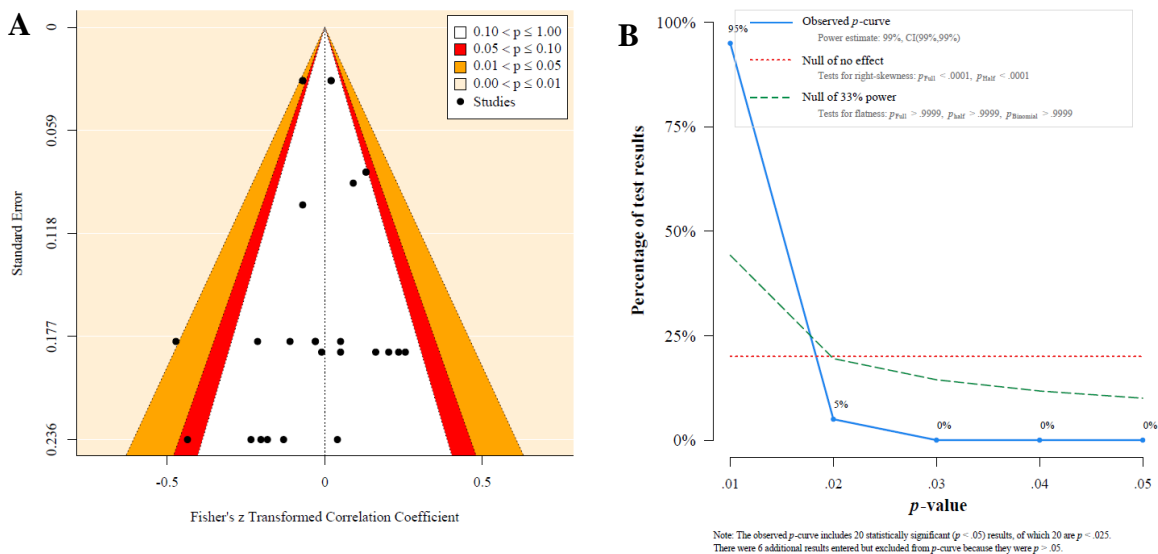 A
0.10 < p ≤ 1.00
0.05 < p ≤ 0.10
0.01 < p ≤ 0.05
0.00 < p ≤ 0.01
Studies
0
0.059
0.118
0.177
0.236
Standard Error
-0.5
0
0.5
Fisher's z Transformed Correlation Coefficient
B
Observed p-curve
Power estimate: 99%, CI(99%,99%)
Null of no effect
Tests for right-skewness: pFull < .0001, pHalf < .0001
Null of 33% power
Tests for flatness: pFull > .9999, phalf > .9999, pBinomial > .9999
100%
75%
50%
25%
0%
Percentage of test results
95%
5%
0%
0%
0%
.01
.02
.03
.04
.05
p-value
Note: The observed p-curve includes 20 statistically significant (p < .05) results, of which 20 are p < .025.
There were 6 additional results entered but excluded from p-curve because they were p > .05.